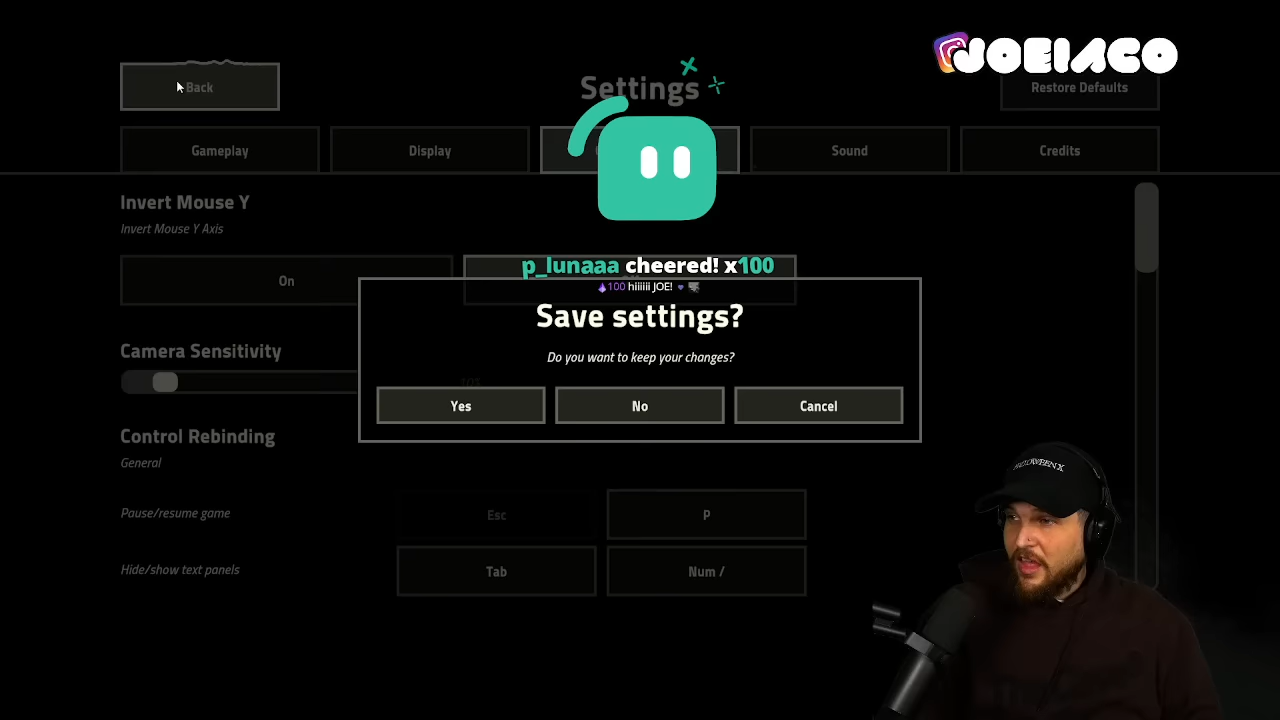 JOEIACO
Back
Settings
Restore Defaults
Gameplay
Display
Sound
Credits
Invert Mouse Y
Invert Mouse Y Axis
On
p_lunaaa cheered! x100
100 hiiiiii JOE!
Save settings?
Do you want to keep your changes?
Yes
No
Cancel
Camera Sensitivity
Control Rebinding
General
Pause/resume game
Esc
P
Hide/show text panels
Tab
Num /